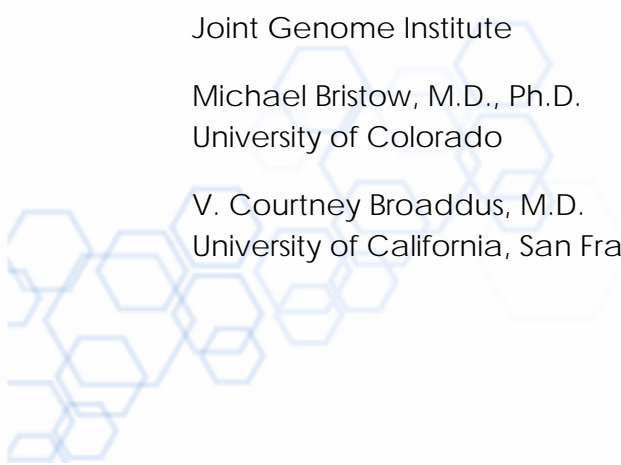 Joint Genome Institute
Michael Bristow, M.D., Ph.D.
University of Colorado
V. Courtney Broaddus, M.D.
University of California, San Fra